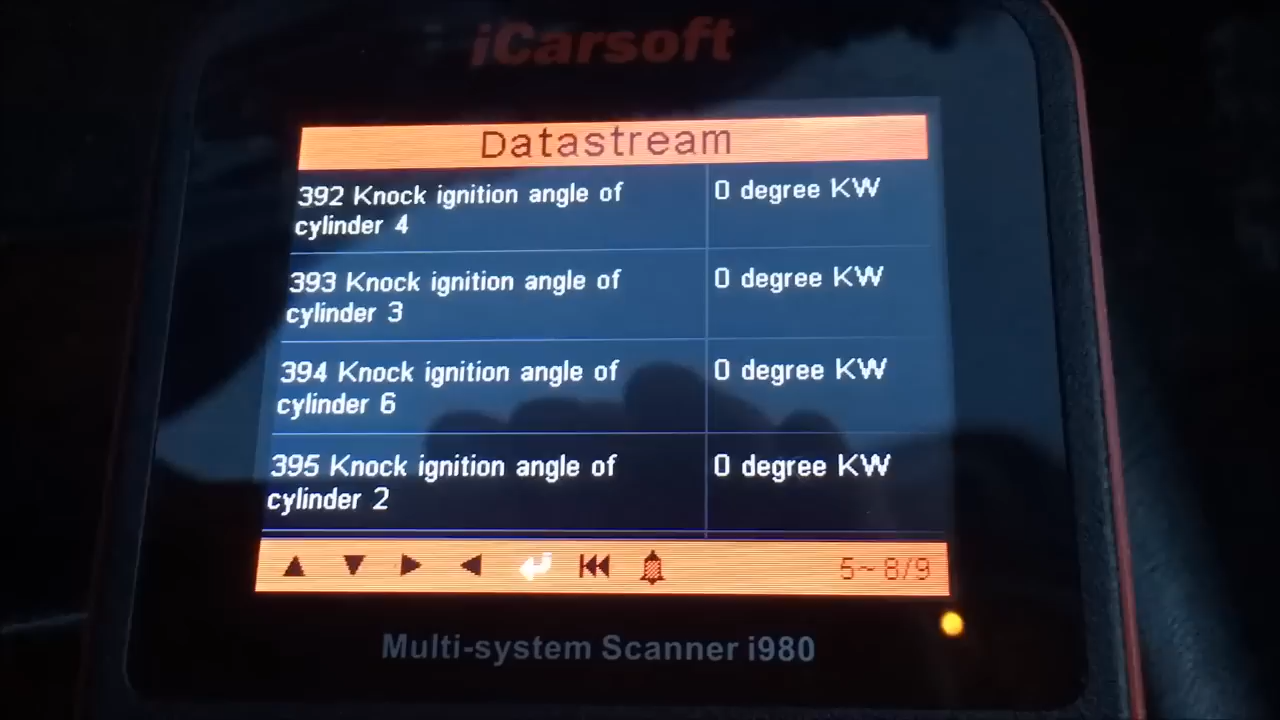 iCarsoft
Datastream
392 Knock ignition angle of
cylinder 4
0 degree KW
393 Knock ignition angle of
cylinder 3
0 degree KW
394 Knock ignition angle of
cylinder 6
0 degree KW
395 Knock ignition angle of
cylinder 2
0 degree KW
5~8/9
Multi-system Scanner i980